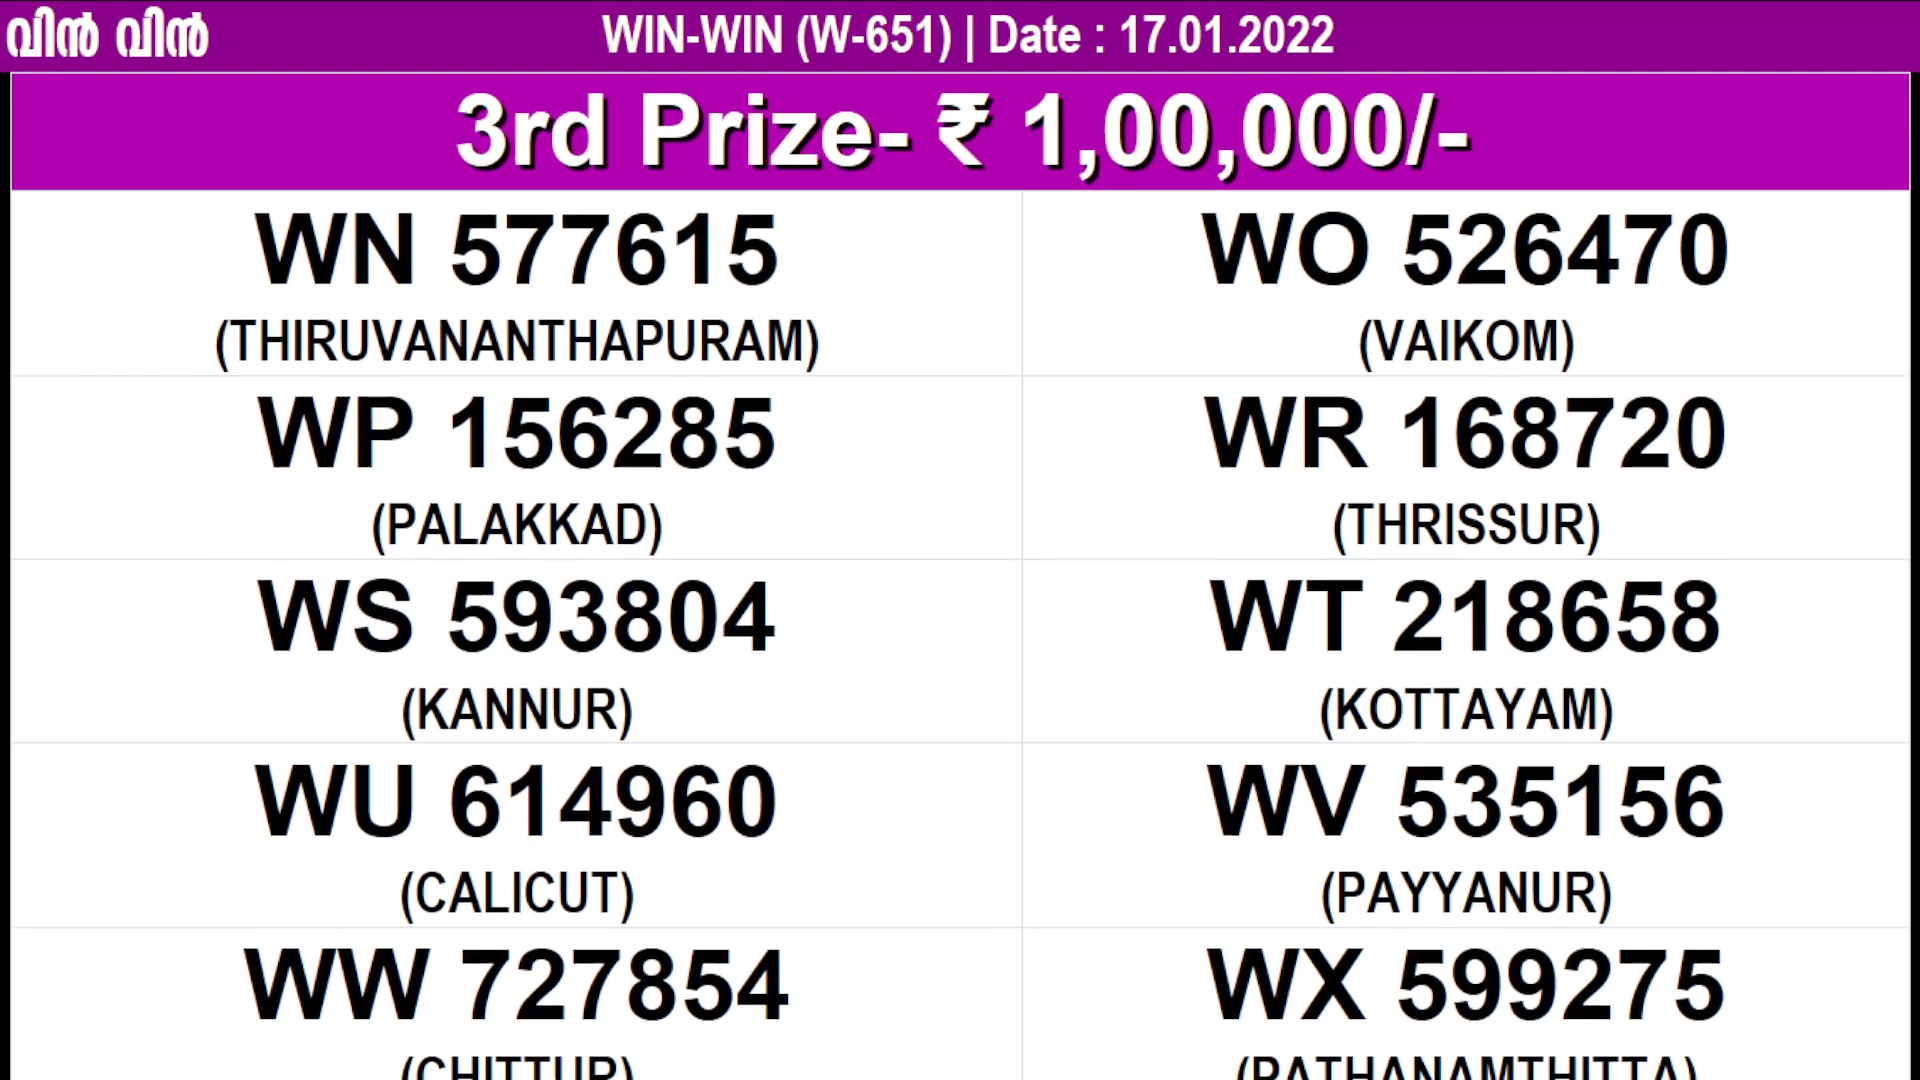 വിൻ വിൻ WIN-WIN (W-651) | Date : 17.01.2022
3rd Prize- ₹ 1,00,000/-
WN 577615 WO 526470
(THIRUVANANTHAPURAM) (VAIKOM)
WP 156285 WR 168720
(PALAKKAD) (THRISSUR)
WS 593804 WT 218658
(KANNUR) (KOTTAYAM)
WU 614960 WV 535156
(CALICUT) (PAYYANUR)
WW 727854 WX 599275
(CHITTUR) (PATHANAMTHITTA)